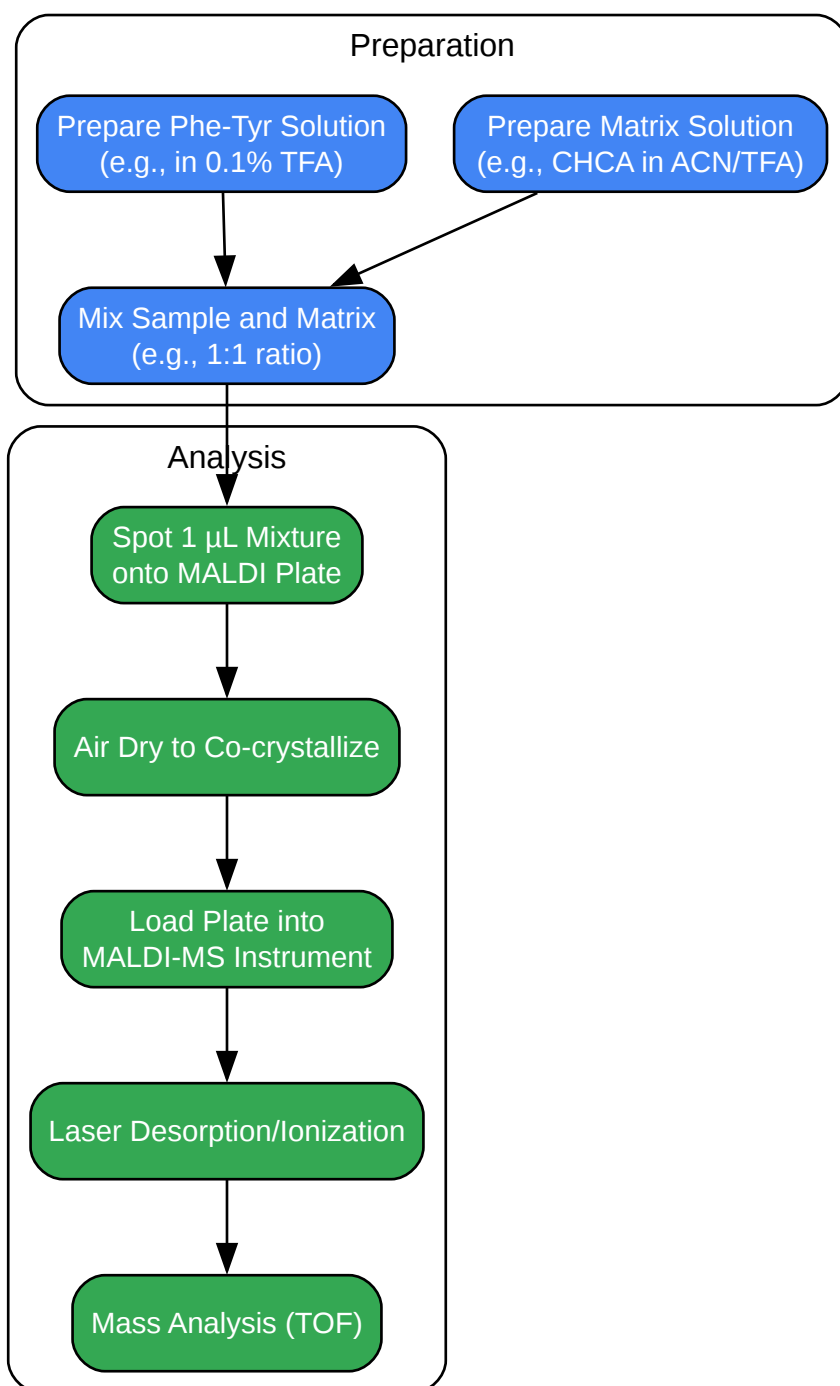 Preparation
Prepare Phe-Tyr Solution
(e.g., in 0.1% TFA)
Prepare Matrix Solution
(e.g., CHCA in ACN/TFA)
Mix Sample and Matrix
(e.g., 1:1 ratio)
Analysis
Spot 1 µL Mixture
onto MALDI Plate
Air Dry to Co-crystallize
Load Plate into
MALDI-MS Instrument
Laser Desorption/Ionization
Mass Analysis (TOF)